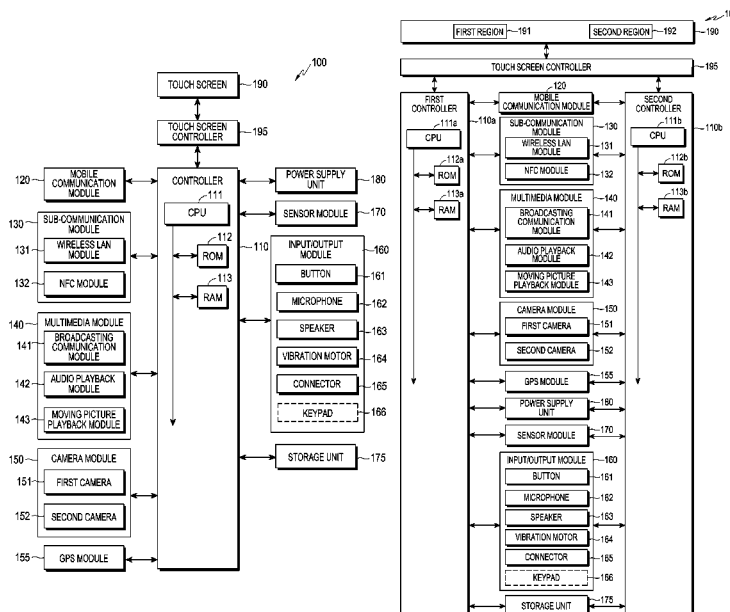 100
TOUCH SCREEN
190
TOUCH SCREEN CONTROLLER
195
120
MOBILE COMMUNICATION MODULE
130
SUB-COMMUNICATION MODULE
131
WIRELESS LAN MODULE
132
NFC MODULE
140
MULTIMEDIA MODULE
141
BROADCASTING COMMUNICATION MODULE
142
AUDIO PLAYBACK MODULE
143
MOVING PICTURE PLAYBACK MODULE
150
CAMERA MODULE
151
FIRST CAMERA
152
SECOND CAMERA
155
GPS MODULE
CONTROLLER
111
CPU
110
112
ROM
113
RAM
POWER SUPPLY UNIT
180
SENSOR MODULE
170
INPUT/OUTPUT MODULE
160
BUTTON
161
MICROPHONE
162
SPEAKER
163
VIBRATION MOTOR
164
CONNECTOR
165
KEYPAD
166
STORAGE UNIT
175
FIRST REGION
191
SECOND REGION
192
190
TOUCH SCREEN CONTROLLER
195
FIRST CONTROLLER
111a
CPU
110a
112a
ROM
113a
RAM
120
MOBILE COMMUNICATION MODULE
SUB-COMMUNICATION MODULE
130
WIRELESS LAN MODULE
131
NFC MODULE
132
MULTIMEDIA MODULE
140
BROADCASTING COMMUNICATION MODULE
141
AUDIO PLAYBACK MODULE
142
MOVING PICTURE PLAYBACK MODULE
143
CAMERA MODULE
150
FIRST CAMERA
151
SECOND CAMERA
152
GPS MODULE
155
POWER SUPPLY UNIT
180
SENSOR MODULE
170
INPUT/OUTPUT MODULE
160
BUTTON
161
MICROPHONE
162
SPEAKER
163
VIBRATION MOTOR
164
CONNECTOR
165
KEYPAD
166
STORAGE UNIT
175
SECOND CONTROLLER
111b
CPU
110b
112b
ROM
113b
RAM